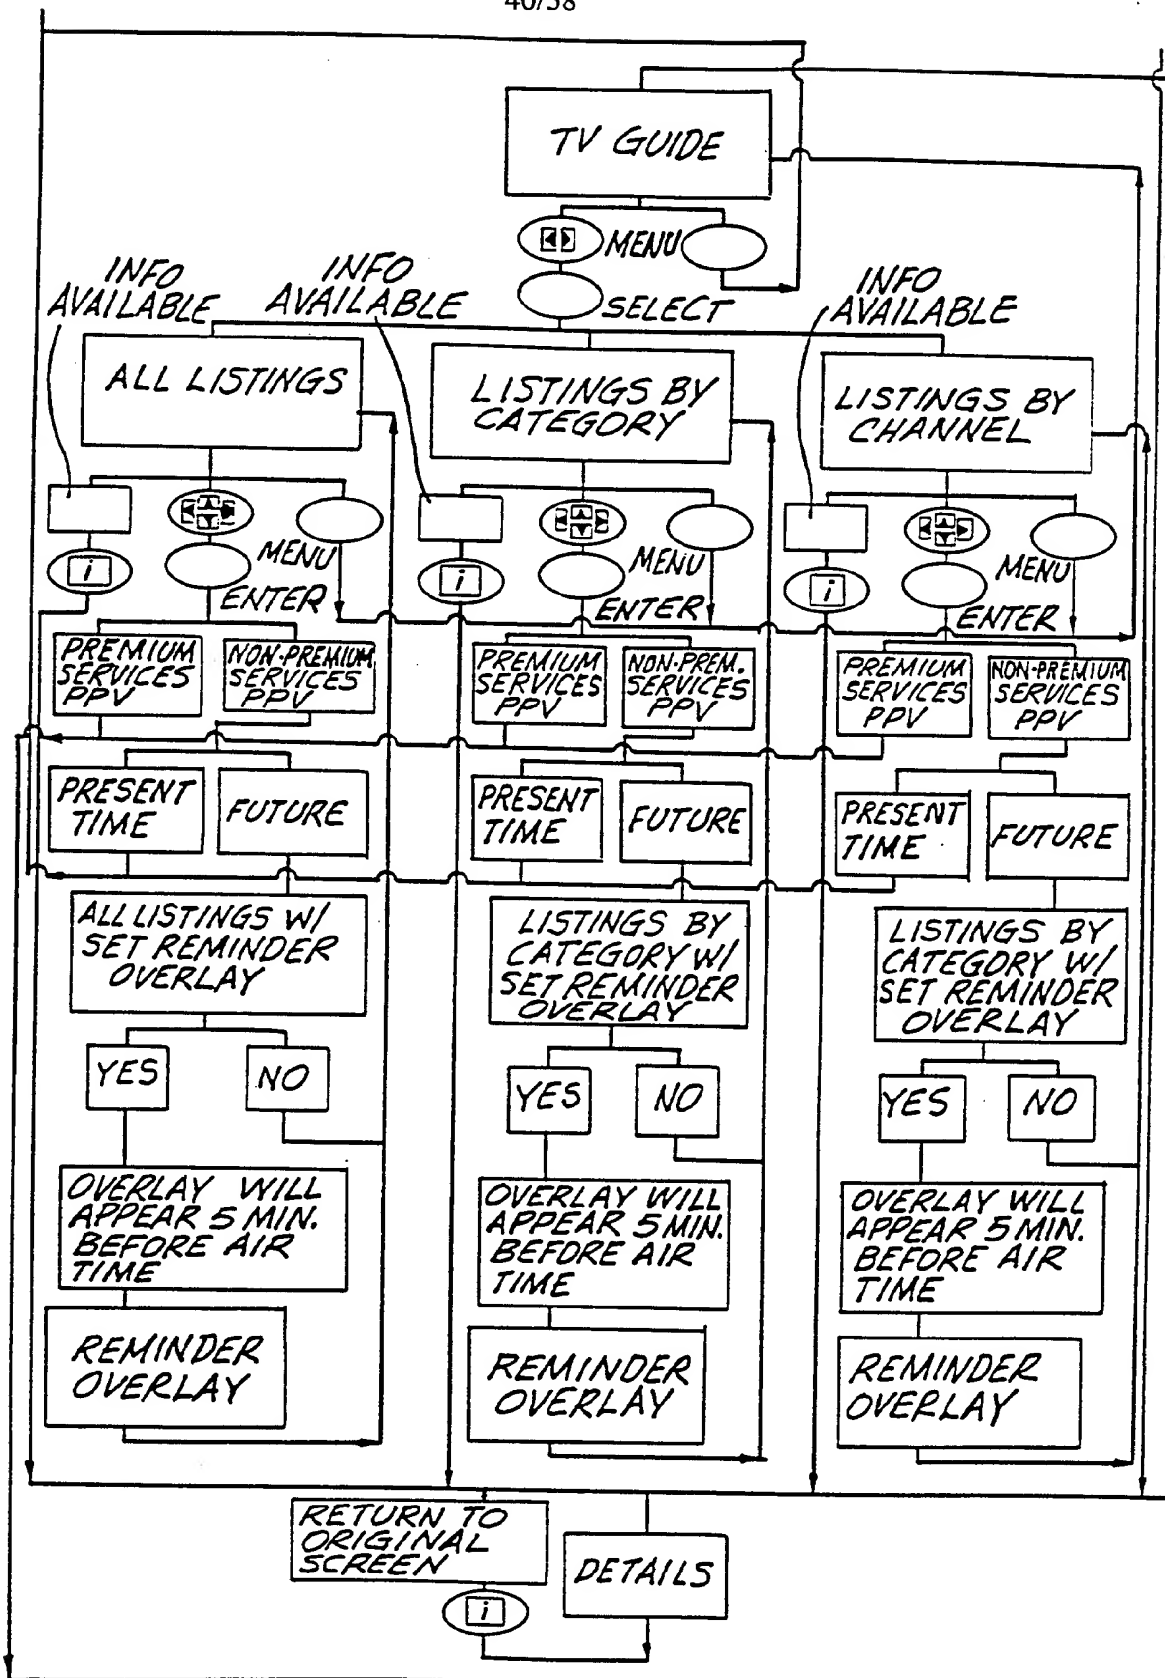 40/58
TV GUIDE
MENU
SELECT
INFO
AVAILABLE
INFO
AVAILABLE
INFO
AVAILABLE
ALL LISTINGS
LISTINGS BY
CATEGORY
LISTINGS BY
CHANNEL
i
MENU
ENTER
i
MENU
ENTER
i
MENU
ENTER
PREMIUM
SERVICES
PPV
NON-PREMIUM
SERVICES
PPV
PREMIUM
SERVICES
PPV
NON-PREM.
SERVICES
PPV
PREMIUM
SERVICES
PPV
NON-PREMIUM
SERVICES
PPV
PRESENT
TIME
FUTURE
PRESENT
TIME
FUTURE
PRESENT
TIME
FUTURE
ALL LISTINGS W/
SET REMINDER
OVERLAY
LISTINGS BY
CATEGORY W/
SET REMINDER
OVERLAY
LISTINGS BY
CATEGORY W/
SET REMINDER
OVERLAY
YES
NO
YES
NO
YES
NO
OVERLAY WILL
APPEAR 5 MIN.
BEFORE AIR
TIME
OVERLAY WILL
APPEAR 5 MIN.
BEFORE AIR
TIME
OVERLAY WILL
APPEAR 5 MIN.
BEFORE AIR
TIME
REMINDER
OVERLAY
REMINDER
OVERLAY
REMINDER
OVERLAY
RETURN TO
ORIGINAL
SCREEN
i
DETAILS